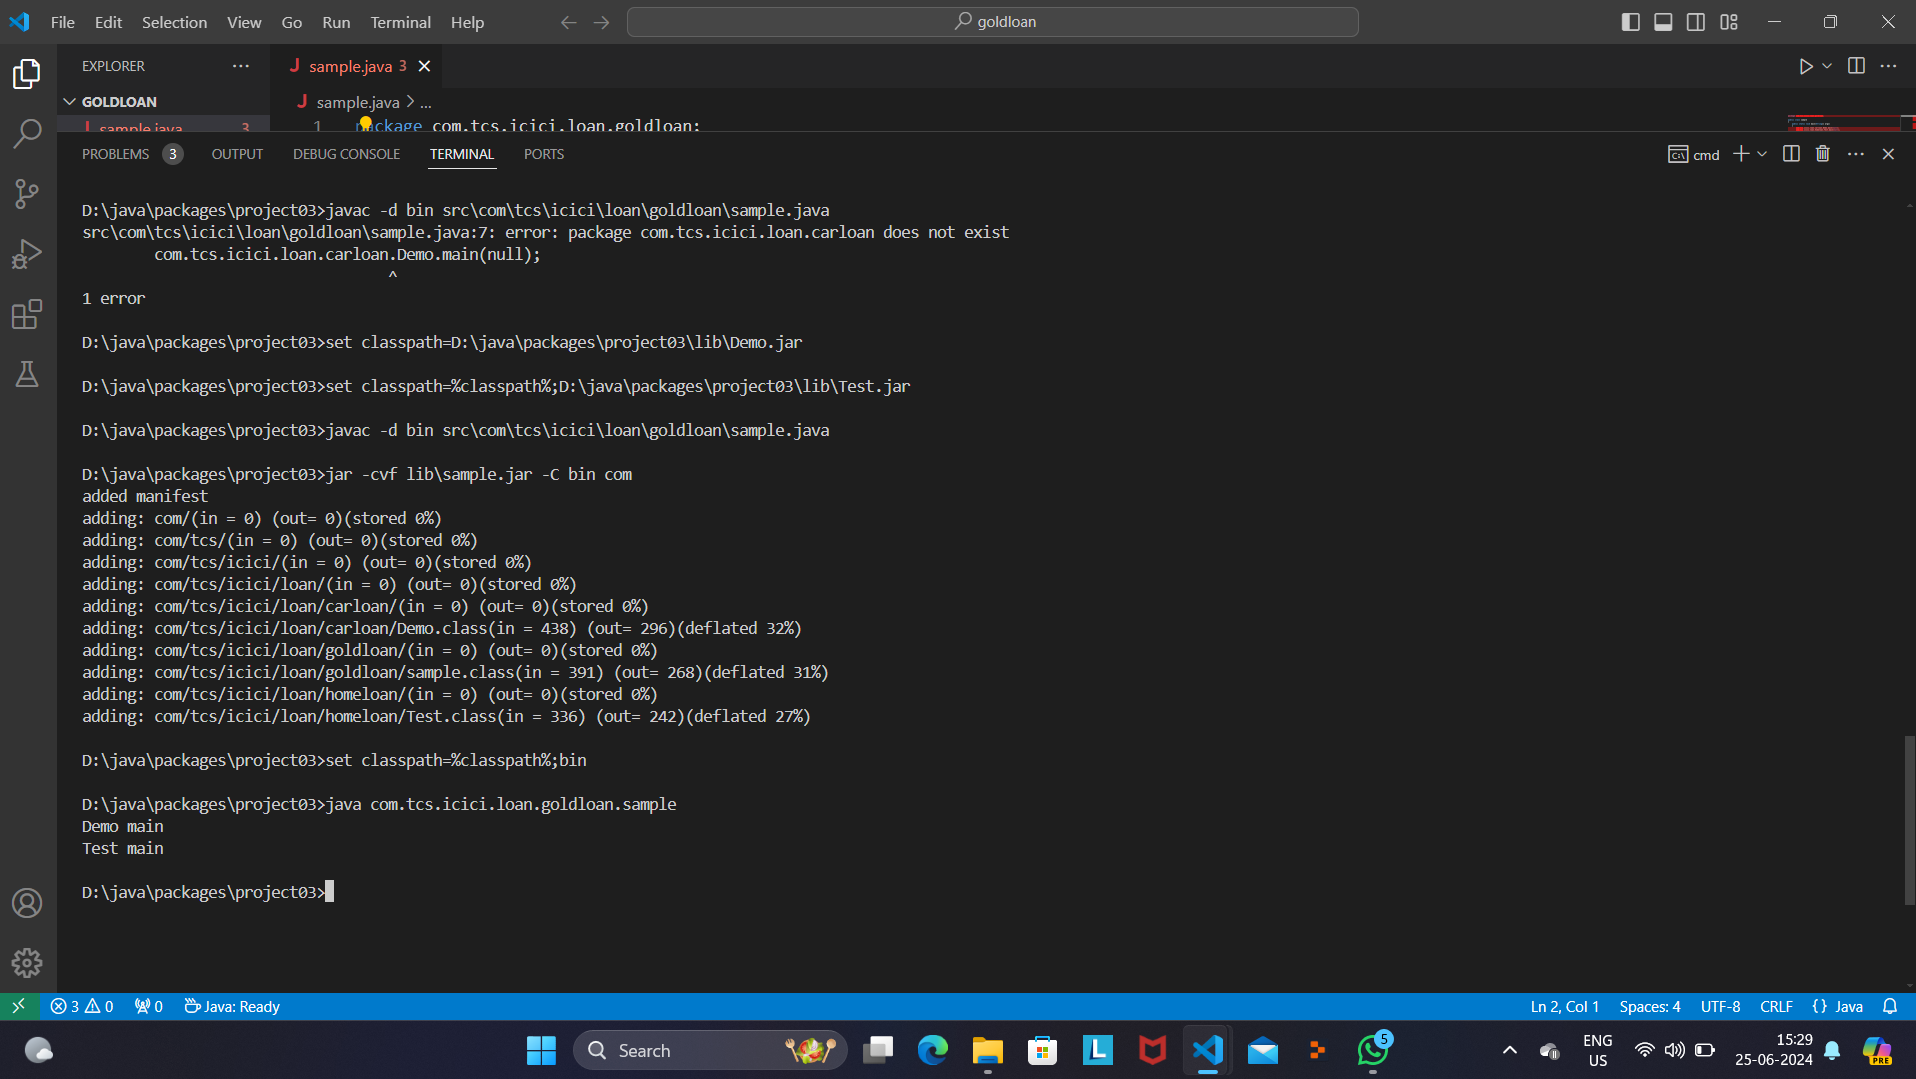 File Edit Selection View Go Run Terminal Help
goldloan
EXPLORER
sample.java 3
GOLDLOAN
sample.java > ...
sample.java 3
1 package com.tcs.icici.loan.goldloan;
PROBLEMS 3 OUTPUT DEBUG CONSOLE TERMINAL PORTS
cmd
D:\java\packages\project03>javac -d bin src\com\tcs\icici\loan\goldloan\sample.java
src\com\tcs\icici\loan\goldloan\sample.java:7: error: package com.tcs.icici.loan.carloan does not exist
com.tcs.icici.loan.carloan.Demo.main(null);
^
1 error
D:\java\packages\project03>set classpath=D:\java\packages\project03\lib\Demo.jar
D:\java\packages\project03>set classpath=%classpath%;D:\java\packages\project03\lib\Test.jar
D:\java\packages\project03>javac -d bin src\com\tcs\icici\loan\goldloan\sample.java
D:\java\packages\project03>jar -cvf lib\sample.jar -C bin com
added manifest
adding: com/(in = 0) (out= 0)(stored 0%)
adding: com/tcs/(in = 0) (out= 0)(stored 0%)
adding: com/tcs/icici/(in = 0) (out= 0)(stored 0%)
adding: com/tcs/icici/loan/(in = 0) (out= 0)(stored 0%)
adding: com/tcs/icici/loan/carloan/(in = 0) (out= 0)(stored 0%)
adding: com/tcs/icici/loan/carloan/Demo.class(in = 438) (out= 296)(deflated 32%)
adding: com/tcs/icici/loan/goldloan/(in = 0) (out= 0)(stored 0%)
adding: com/tcs/icici/loan/goldloan/sample.class(in = 391) (out= 268)(deflated 31%)
adding: com/tcs/icici/loan/homeloan/(in = 0) (out= 0)(stored 0%)
adding: com/tcs/icici/loan/homeloan/Test.class(in = 336) (out= 242)(deflated 27%)
D:\java\packages\project03>set classpath=%classpath%;bin
D:\java\packages\project03>java com.tcs.icici.loan.goldloan.sample
Demo main
Test main
D:\java\packages\project03>
3 0 0 Java: Ready
Ln 2, Col 1 Spaces: 4 UTF-8 CRLF {} Java
Search
5
ENG
US
15:29
25-06-2024
PRE